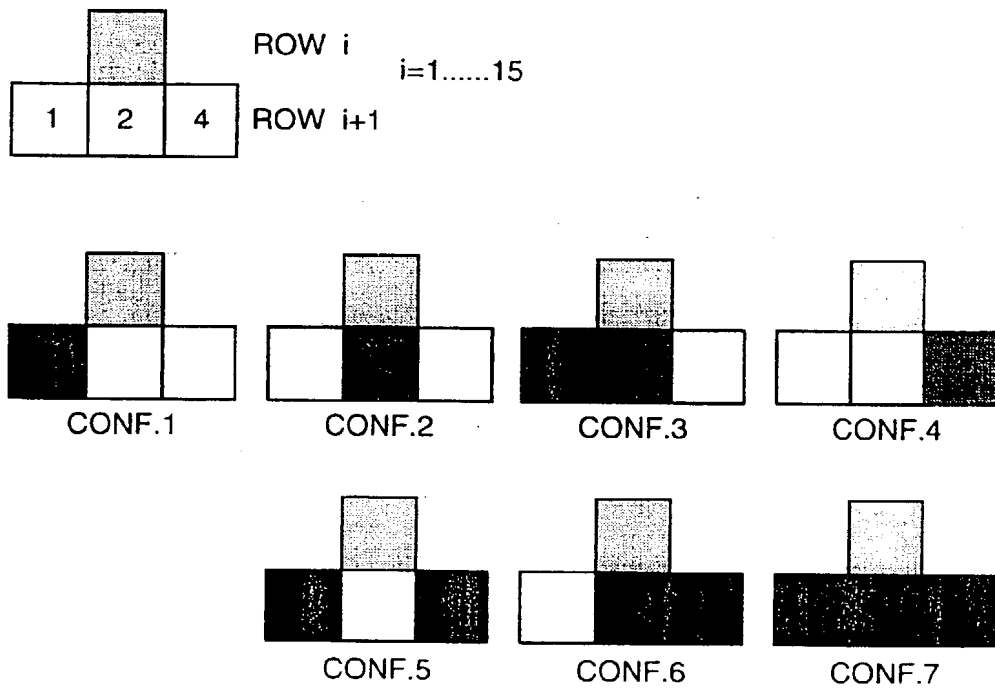 ROW i
i=1......15
1 2 4 ROW i+1
CONF.1 CONF.2 CONF.3 CONF.4
CONF.5 CONF.6 CONF.7